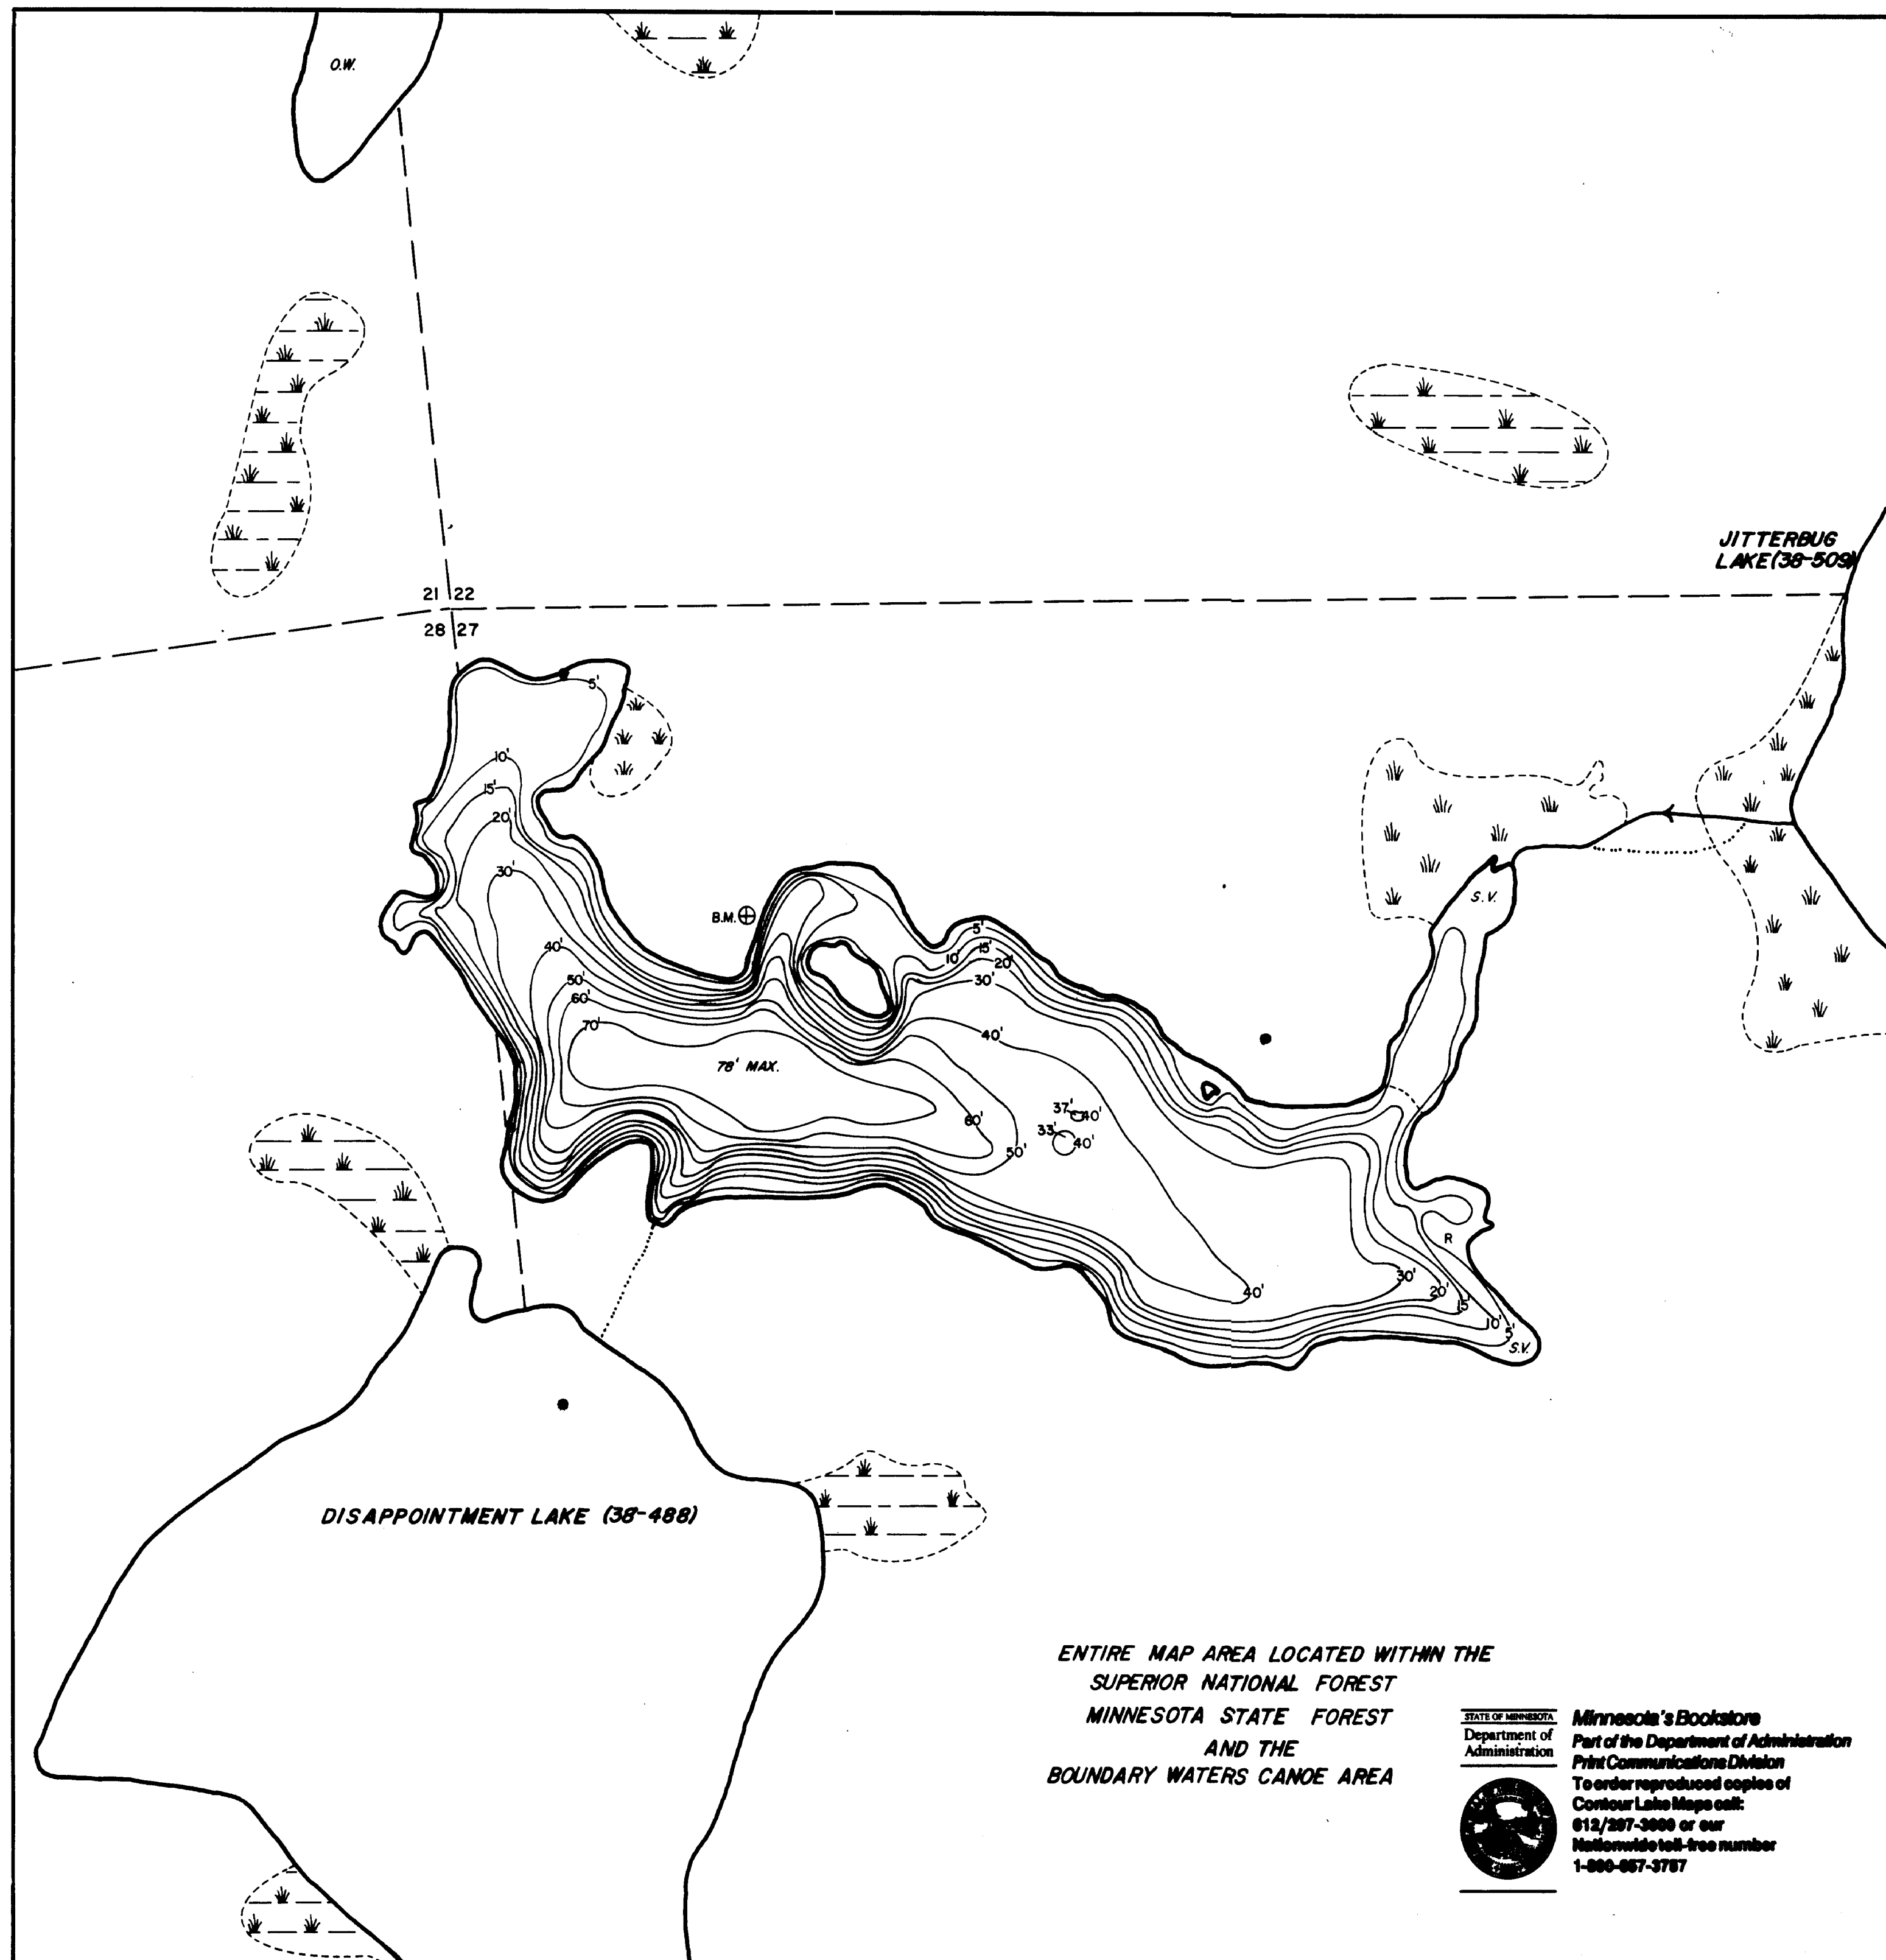 O.W.
JITTERBUG
LAKE (38-509)
21 22
28 27
5'
10'
15'
20'
30'
40'
50'
60'
70'
78' MAX.
B.M.
5'
10'
15'
20'
30'
40'
S.V.
37'
40'
33'
40'
60'
50'
R
40'
30'
20'
15'
10'
5'
S.V.
DISAPPOINTMENT LAKE (38-488)
ENTIRE MAP AREA LOCATED WITHIN THE
SUPERIOR NATIONAL FOREST
MINNESOTA STATE FOREST
AND THE
BOUNDARY WATERS CANOE AREA
STATE OF MINNESOTA
Department of
Administration
Minnesota's Bookstore
Part of the Department of Administration
Print Communications Division
To order reproduced copies of
Contour Lake Maps call:
or our
Nationwide toll-free number